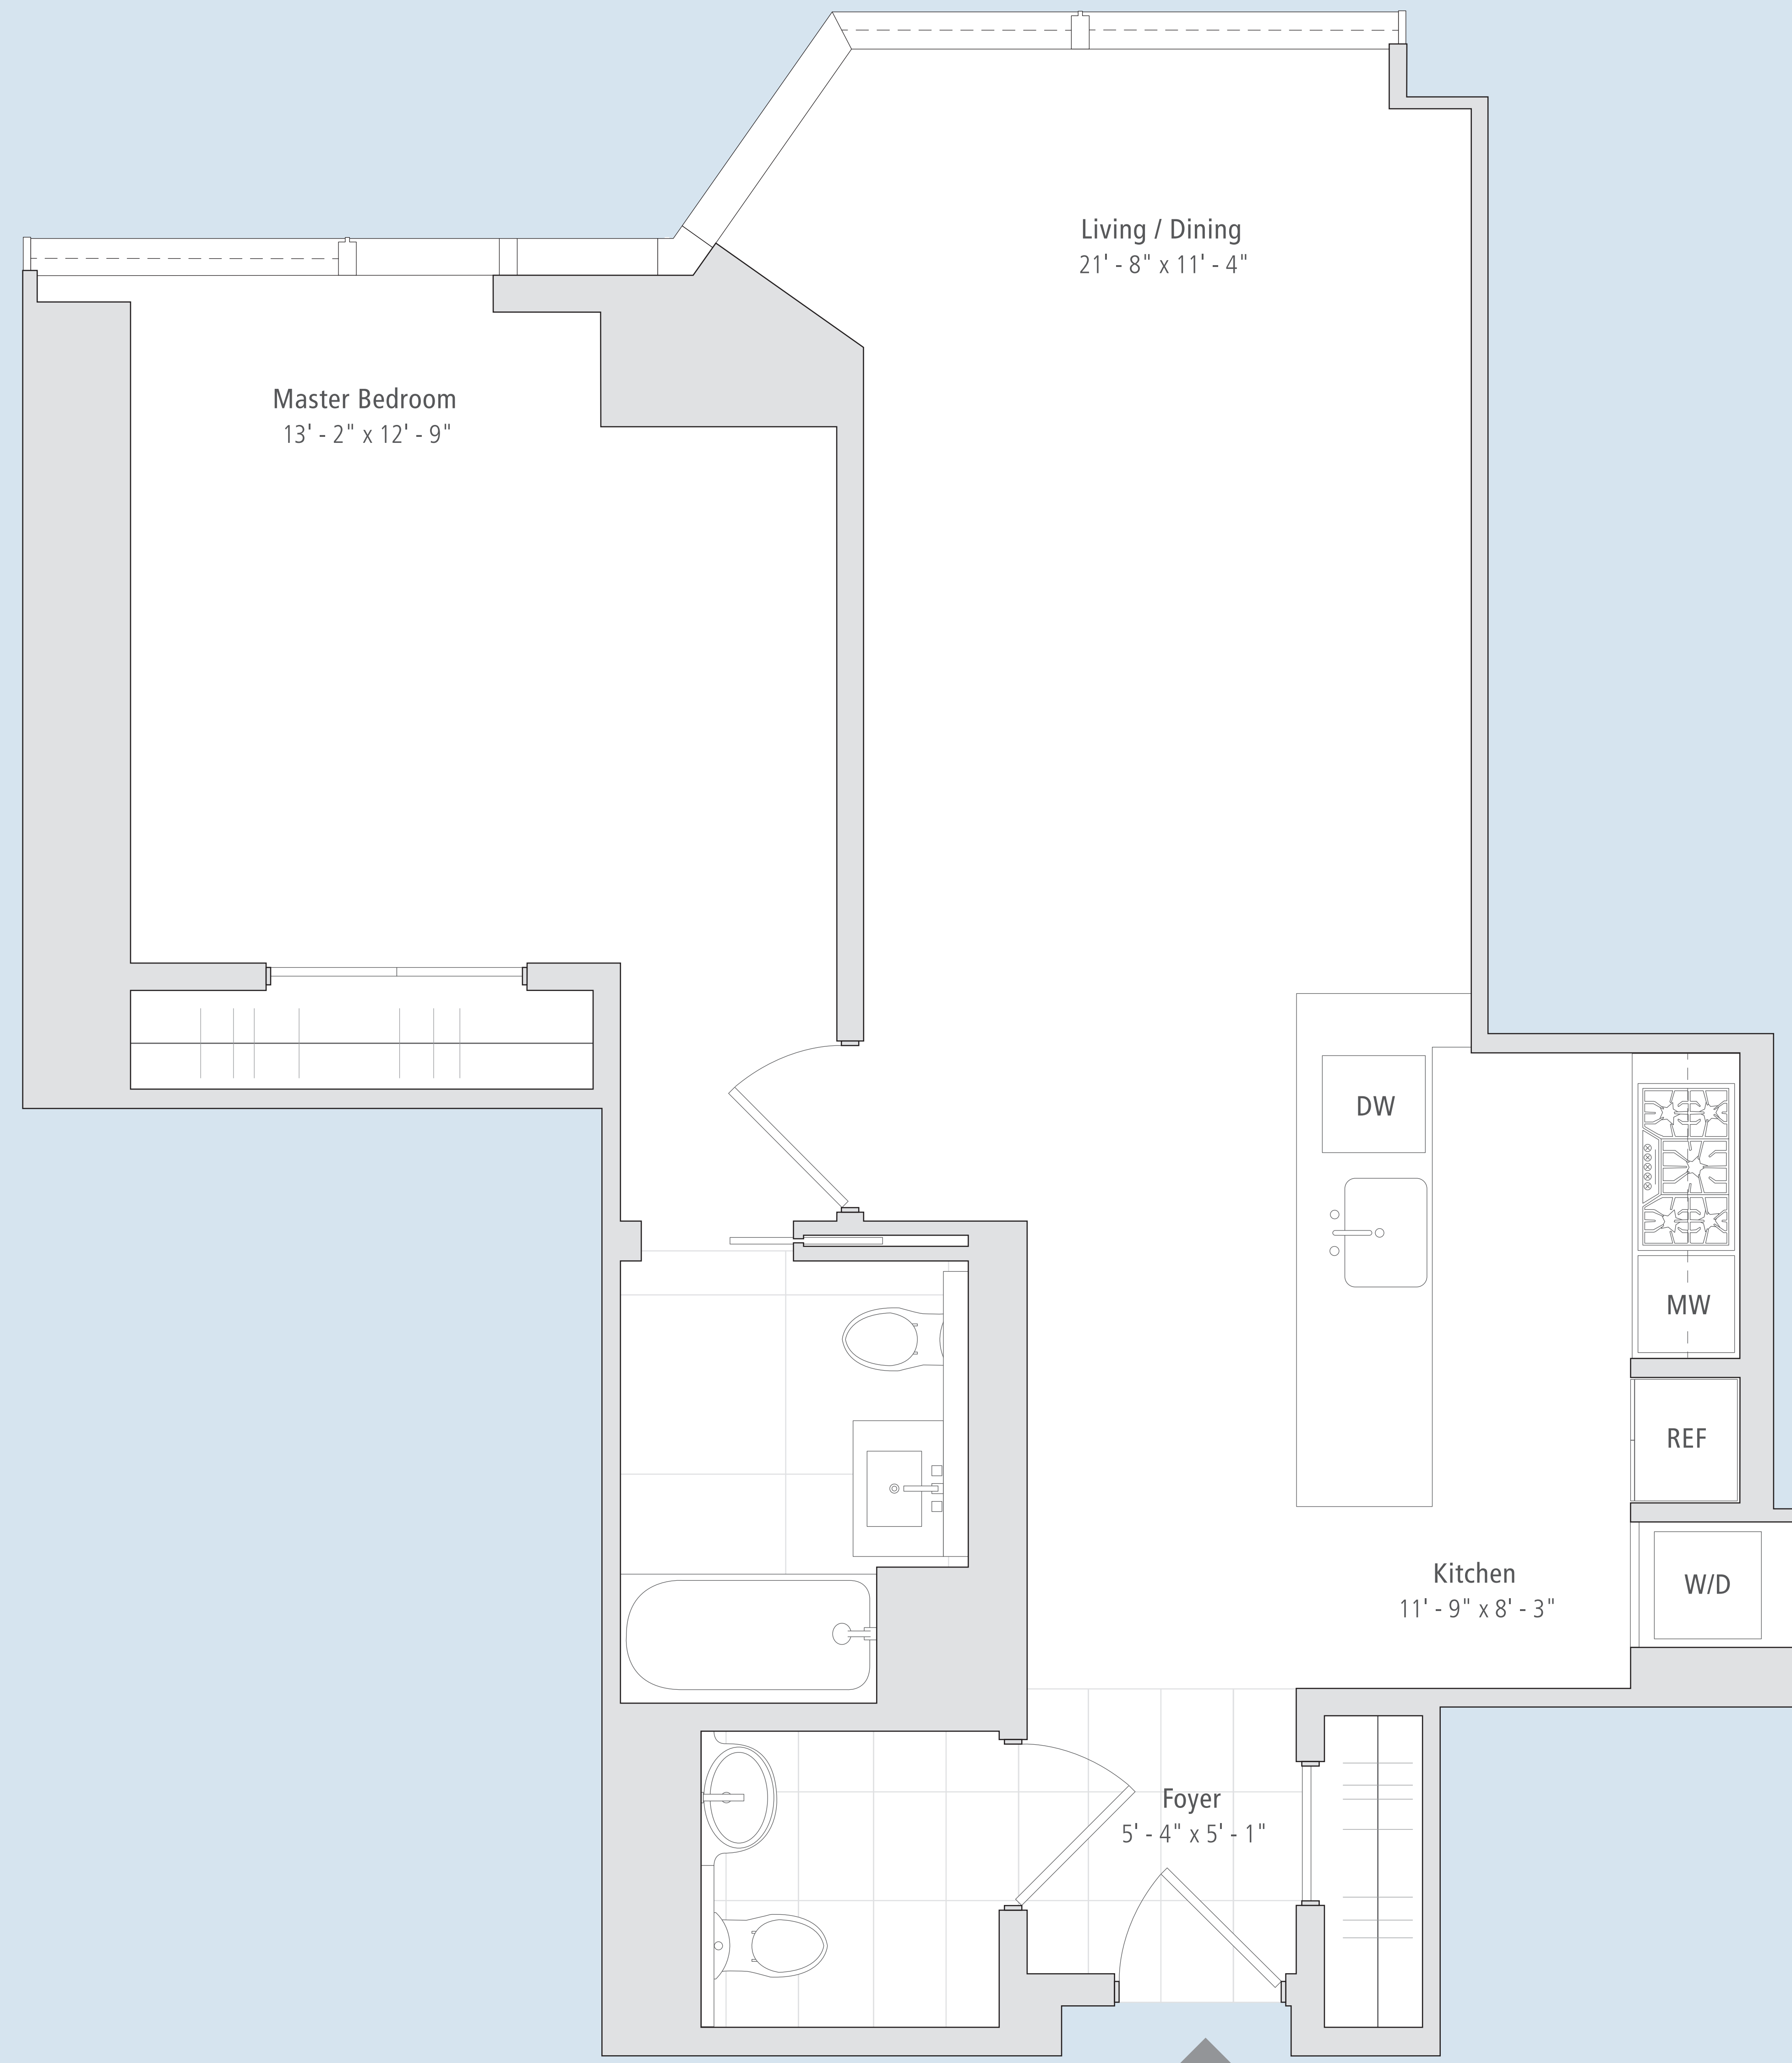 Living / Dining
21' - 8" x 11' - 4"
Master Bedroom
13' - 2" x 12' - 9"
DW
MW
REF
Kitchen
11' - 9" x 8' - 3"
W/D
Foyer
5' - 4" x 5' - 1"